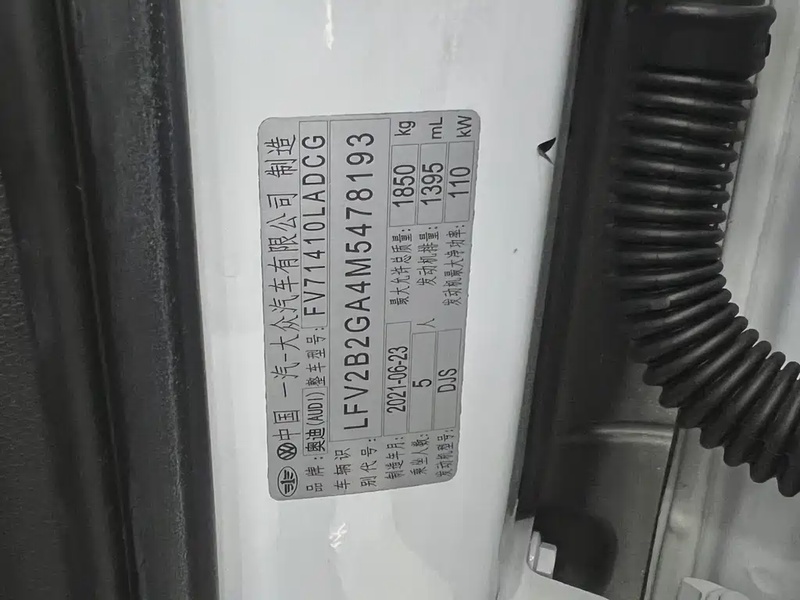 中国 一汽-大众汽车有限公司 制造
品牌: 奥迪(AUDI) 整车型号: FV71410LADCG
车辆识别代号: LFV2B2GA4M5478193
制造年月: 2021-06-23 最大允许总质量: 1850 kg
乘坐人数: 5 人 发动机排量: 1395 mL
发动机型号: DJS 发动机最大净功率: 110 kW